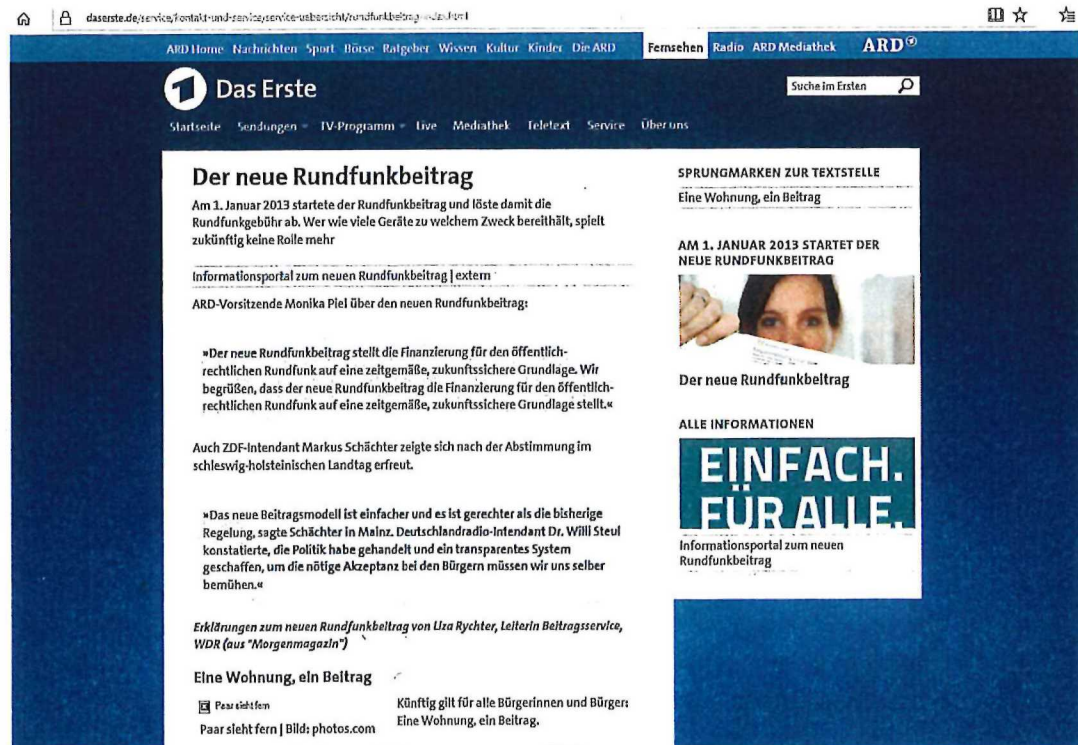 daserste.de/service/kontakt-und-service/service-uebersicht/rundfunkbeitrag-index.html
ARD Home Nachrichten Sport Börse Ratgeber Wissen Kultur Kinder Die ARD Fernsehen Radio ARD Mediathek ARD
Das Erste
Suche im Ersten
Startseite Sendungen TV-Programm Live Mediathek Teletext Service Über uns
Der neue Rundfunkbeitrag
Am 1. Januar 2013 startete der Rundfunkbeitrag und löste damit die
Rundfunkgebühr ab. Wer wie viele Geräte zu welchem Zweck bereithält, spielt
zukünftig keine Rolle mehr
Informationsportal zum neuen Rundfunkbeitrag | extern
ARD-Vorsitzende Monika Piel über den neuen Rundfunkbeitrag:
»Der neue Rundfunkbeitrag stellt die Finanzierung für den öffentlich-
rechtlichen Rundfunk auf eine zeitgemäße, zukunftssichere Grundlage. Wir
begrüßen, dass der neue Rundfunkbeitrag die Finanzierung für den öffentlich-
rechtlichen Rundfunk auf eine zeitgemäße, zukunftssichere Grundlage stellt.«
Auch ZDF-Intendant Markus Schächter zeigte sich nach der Abstimmung im
schleswig-holsteinischen Landtag erfreut.
»Das neue Beitragsmodell ist einfacher und es ist gerechter als die bisherige
Regelung, sagte Schächter in Mainz. Deutschlandradio-Intendant Dr. Willi Steul
konstatierte, die Politik habe gehandelt und ein transparentes System
geschaffen, um die nötige Akzeptanz bei den Bürgern müssen wir uns selber
bemühen.«
Erklärungen zum neuen Rundfunkbeitrag von Liza Rychter, Leiterin Beitragsservice,
WDR (aus "Morgenmagazin")
Eine Wohnung, ein Beitrag
Paar sieht fern
Paar sieht fern | Bild: photos.com
Künftig gilt für alle Bürgerinnen und Bürger:
Eine Wohnung, ein Beitrag.
SPRUNGMARKEN ZUR TEXTSTELLE
Eine Wohnung, ein Beitrag
AM 1. JANUAR 2013 STARTET DER
NEUE RUNDFUNKBEITRAG
Der neue Rundfunkbeitrag
ALLE INFORMATIONEN
EINFACH.
FÜR ALLE.
Informationsportal zum neuen
Rundfunkbeitrag